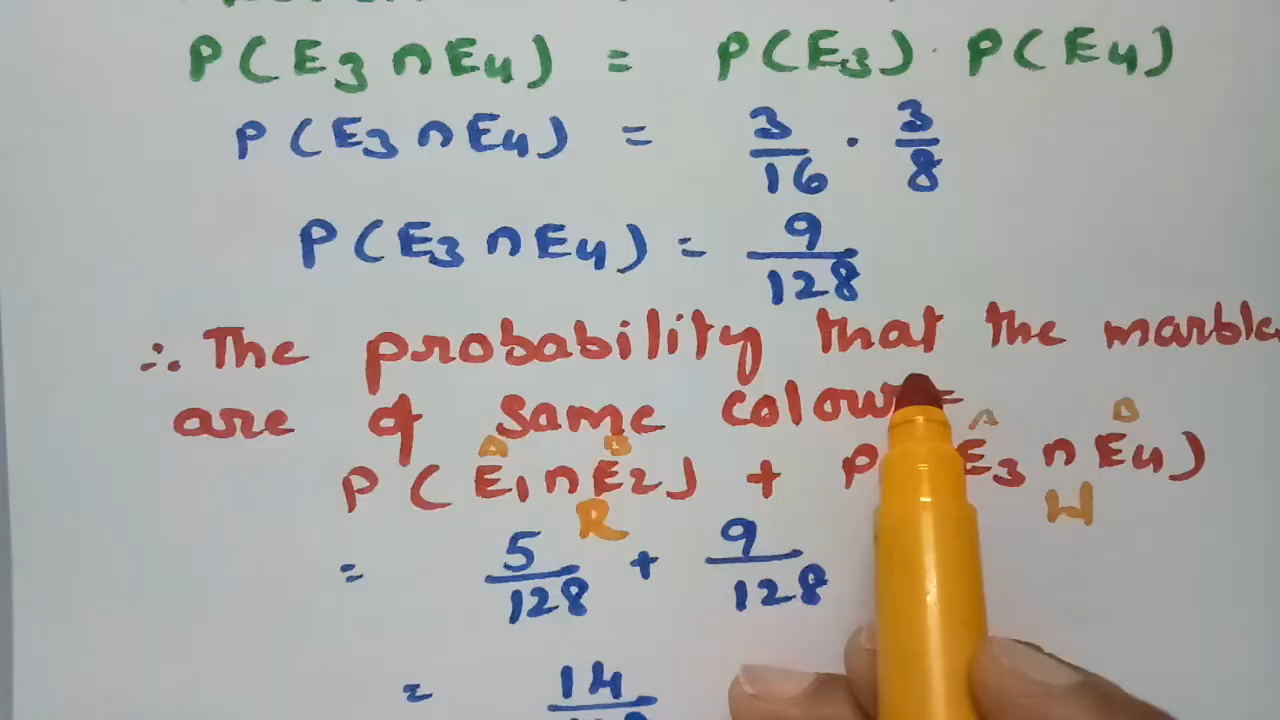 P(E3∩E4) = P(E3) · P(E4)
P(E3∩E4) = 3/16 · 3/8
P(E3∩E4) = 9/128
∴ The probability that the marble
are of same colour
A B A B
P(E1∩E2) + P(E3∩E4)
R W
= 5/128 + 9/128
= 14